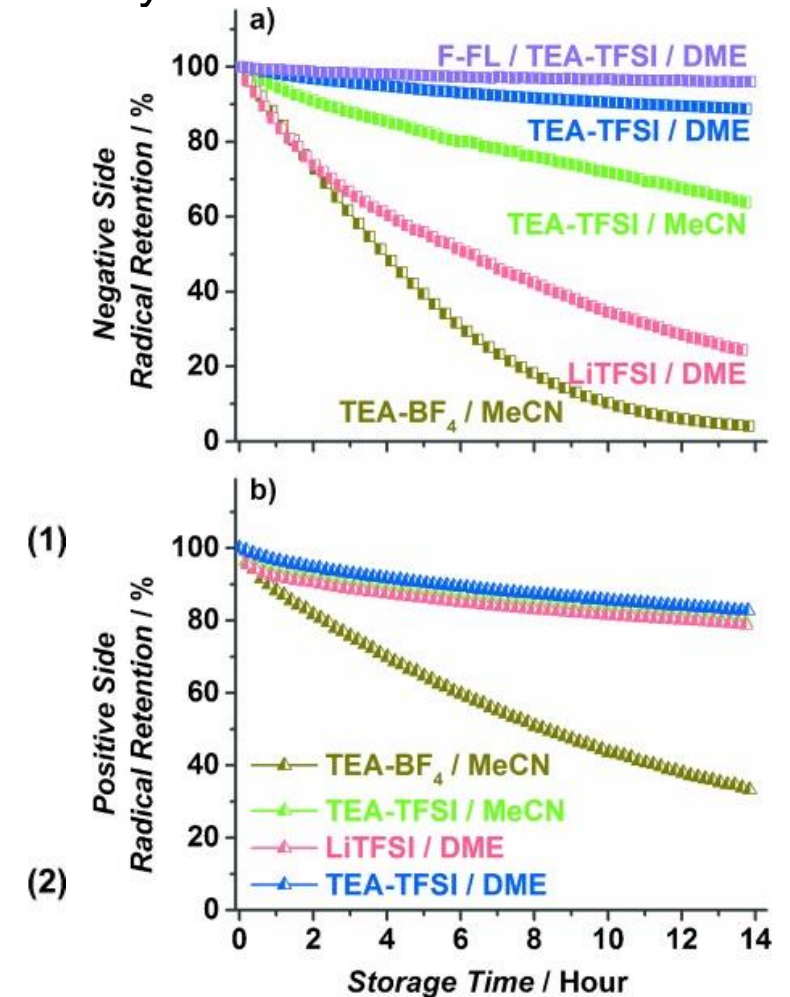 a)
F-FL / TEA-TFSI / DME
TEA-TFSI / DME
TEA-TFSI / MeCN
LiTFSI / DME
TEA-BF4 / MeCN
Negative Side
Radical Retention / %
100
80
60
40
20
0
b)
(1)
(2)
Positive Side
Radical Retention / %
100
80
60
40
20
0
TEA-BF4 / MeCN
TEA-TFSI / MeCN
LiTFSI / DME
TEA-TFSI / DME
0 2 4 6 8 10 12 14
Storage Time / Hour